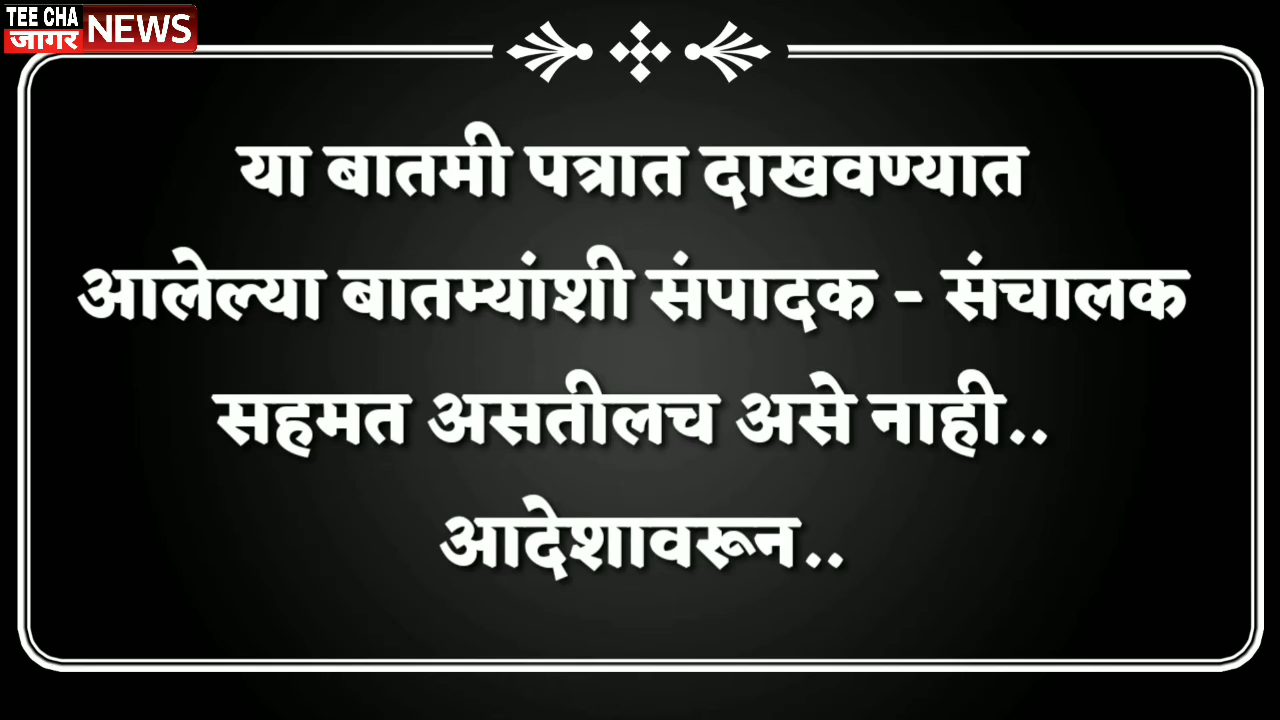 TEE CHA
जागर NEWS
या बातमी पत्रात दाखवण्यात
आलेल्या बातम्यांशी संपादक - संचालक
सहमत असतीलच असे नाही..
आदेशावरून..